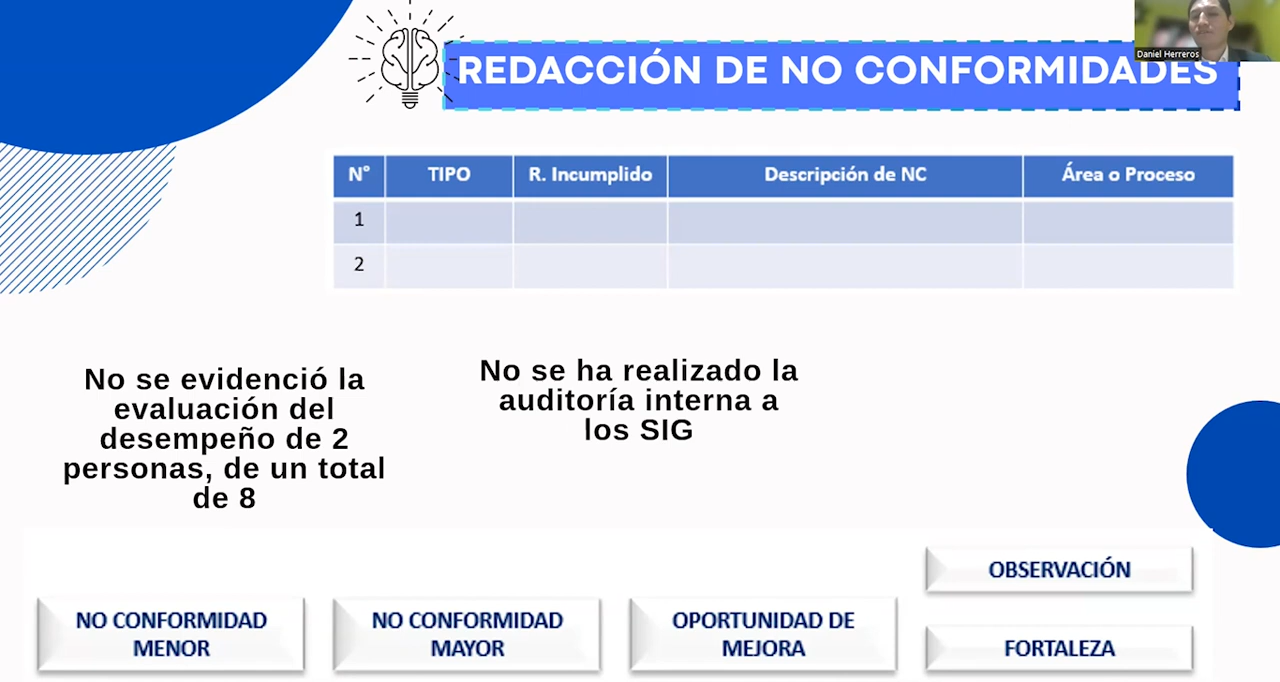 Daniel Herreros
REDACCIÓN DE NO CONFORMIDADES
N° TIPO R. Incumplido Descripción de NC Área o Proceso
1
2
No se evidenció la
evaluación del
desempeño de 2
personas, de un total
de 8
No se ha realizado la
auditoría interna a
los SIG
OBSERVACIÓN
NO CONFORMIDAD
MENOR
NO CONFORMIDAD
MAYOR
OPORTUNIDAD DE
MEJORA
FORTALEZA